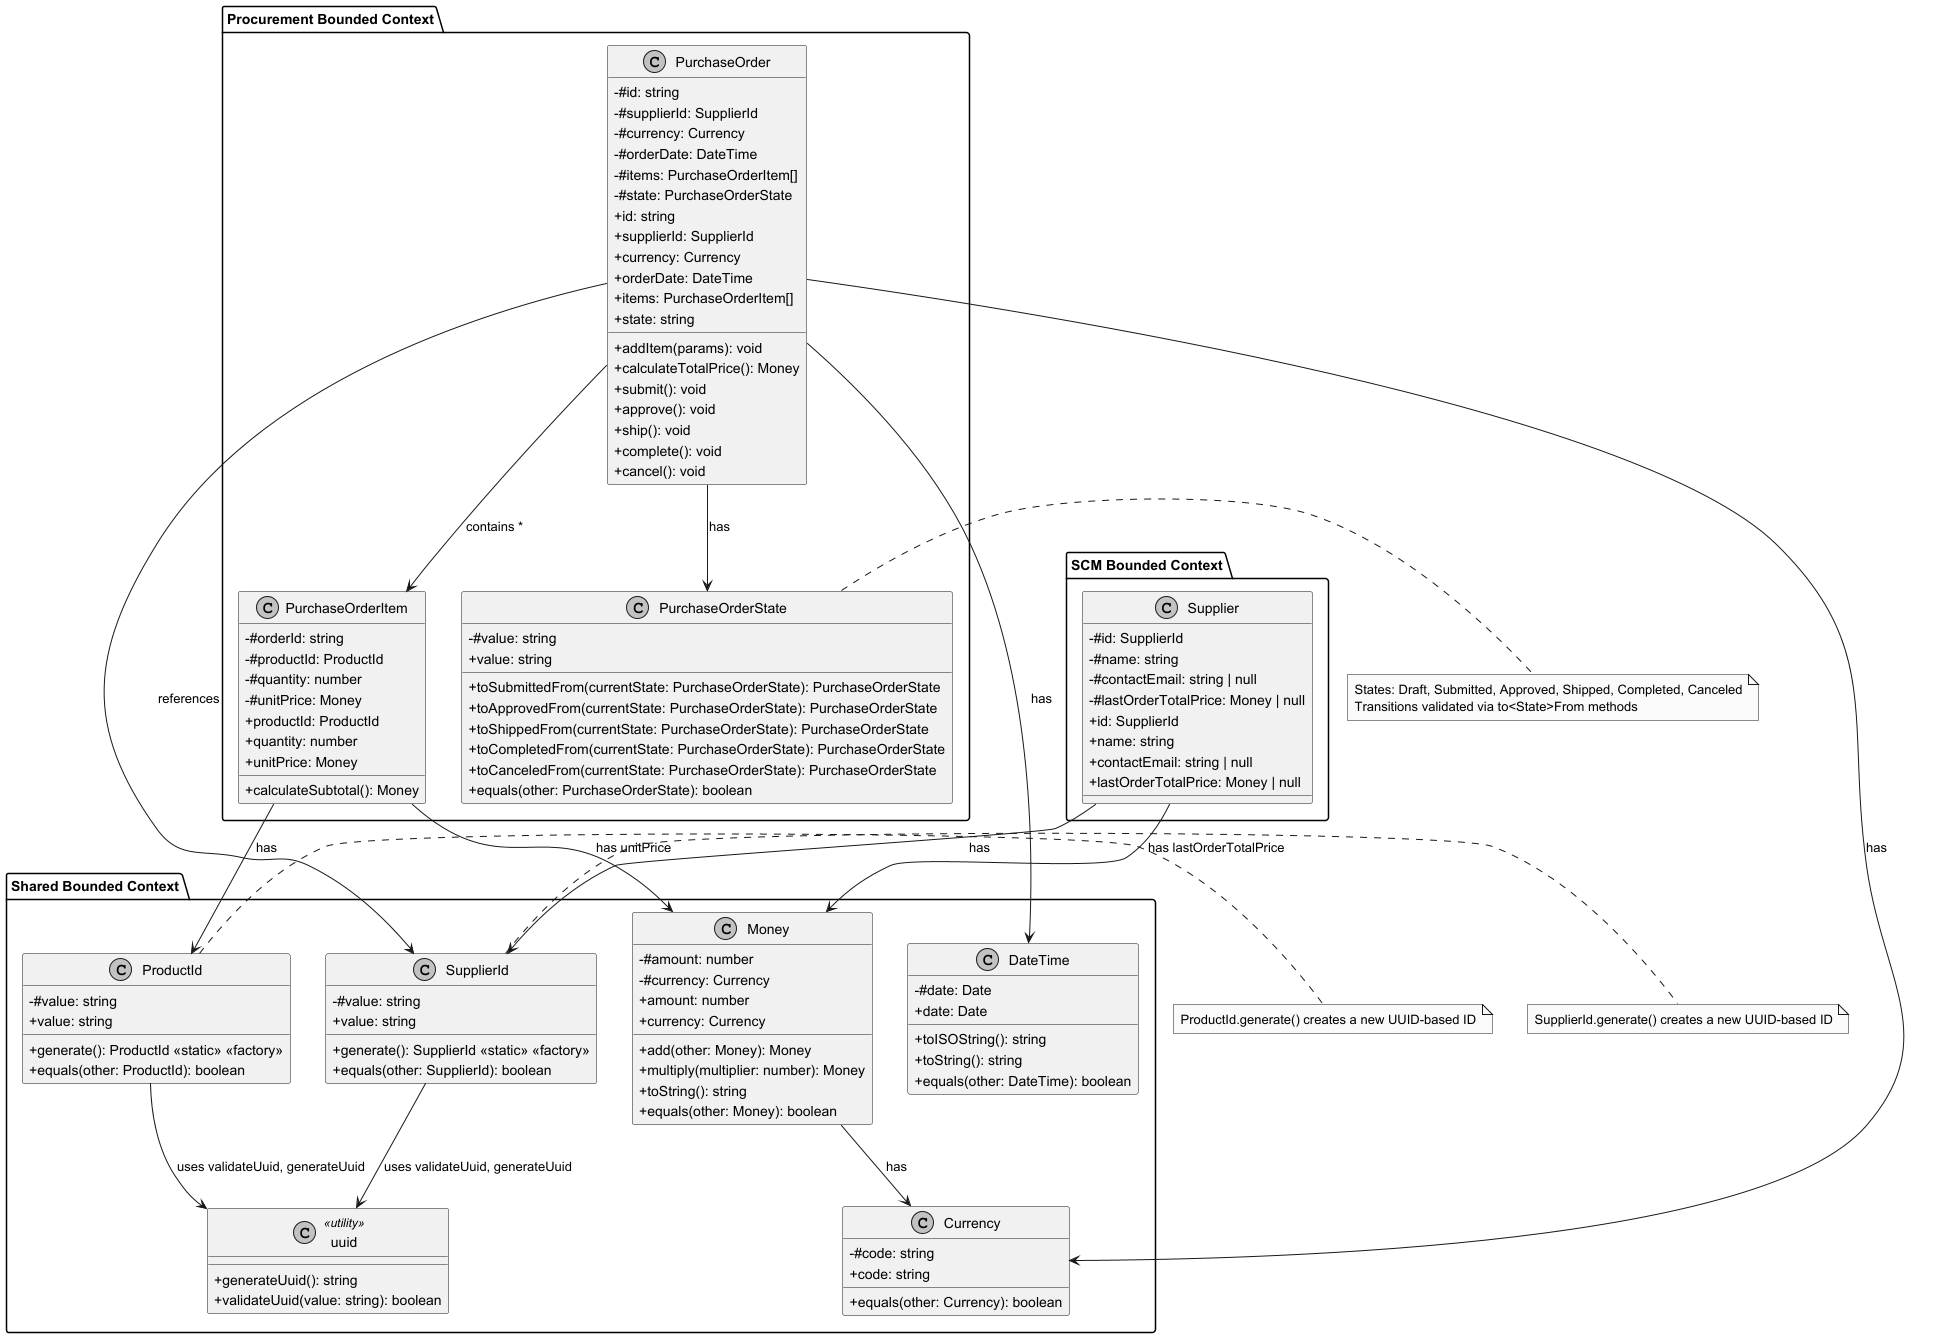 Procurement Bounded Context
C PurchaseOrder
-#id: string
-#supplierId: SupplierId
-#currency: Currency
-#orderDate: DateTime
-#items: PurchaseOrderItem[]
-#state: PurchaseOrderState
+id: string
+supplierId: SupplierId
+currency: Currency
+orderDate: DateTime
+items: PurchaseOrderItem[]
+state: string
+addItem(params): void
+calculateTotalPrice(): Money
+submit(): void
+approve(): void
+ship(): void
+complete(): void
+cancel(): void
contains *
has
C PurchaseOrderItem
-#orderId: string
-#productId: ProductId
-#quantity: number
-#unitPrice: Money
+productId: ProductId
+quantity: number
+unitPrice: Money
+calculateSubtotal(): Money
C PurchaseOrderState
-#value: string
+value: string
+toSubmittedFrom(currentState: PurchaseOrderState): PurchaseOrderState
+toApprovedFrom(currentState: PurchaseOrderState): PurchaseOrderState
+toShippedFrom(currentState: PurchaseOrderState): PurchaseOrderState
+toCompletedFrom(currentState: PurchaseOrderState): PurchaseOrderState
+toCanceledFrom(currentState: PurchaseOrderState): PurchaseOrderState
+equals(other: PurchaseOrderState): boolean
SCM Bounded Context
C Supplier
-#id: SupplierId
-#name: string
-#contactEmail: string | null
-#lastOrderTotalPrice: Money | null
+id: SupplierId
+name: string
+contactEmail: string | null
+lastOrderTotalPrice: Money | null
States: Draft, Submitted, Approved, Shipped, Completed, Canceled
Transitions validated via to<State>From methods
references
has
has
has unitPrice
has
has lastOrderTotalPrice
has
Shared Bounded Context
C ProductId
-#value: string
+value: string
+generate(): ProductId «static» «factory»
+equals(other: ProductId): boolean
C SupplierId
-#value: string
+value: string
+generate(): SupplierId «static» «factory»
+equals(other: SupplierId): boolean
C Money
-#amount: number
-#currency: Currency
+amount: number
+currency: Currency
+add(other: Money): Money
+multiply(multiplier: number): Money
+toString(): string
+equals(other: Money): boolean
C DateTime
-#date: Date
+date: Date
+toISOString(): string
+toString(): string
+equals(other: DateTime): boolean
ProductId.generate() creates a new UUID-based ID
SupplierId.generate() creates a new UUID-based ID
uses validateUuid, generateUuid
uses validateUuid, generateUuid
has
C «utility»
uuid
+generateUuid(): string
+validateUuid(value: string): boolean
C Currency
-#code: string
+code: string
+equals(other: Currency): boolean